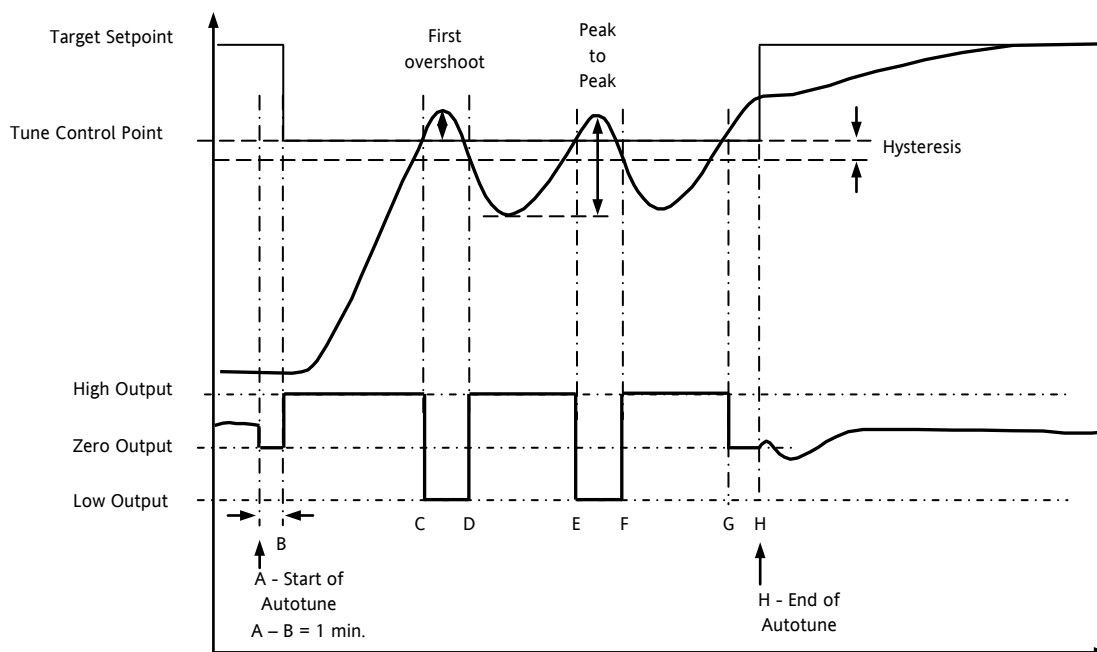 Target Setpoint
First
overshoot
Peak
to
Peak
Tune Control Point
Hysteresis
High Output
Zero Output
Low Output
B
C
D
E
F
G
H
A - Start of
Autotune
A – B = 1 min.
H - End of
Autotune